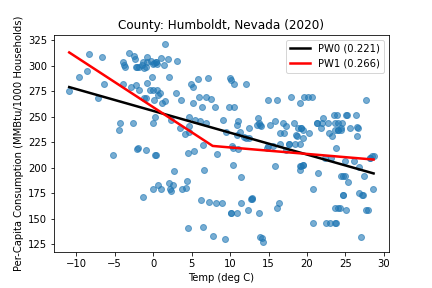 County: Humboldt, Nevada (2020)
PW0 (0.221)
PW1 (0.266)
Per-Capita Consumption (MMBtu/1000 Households)
325
300
275
250
225
200
175
150
125
−10 −5 0 5 10 15 20 25 30
Temp (deg C)